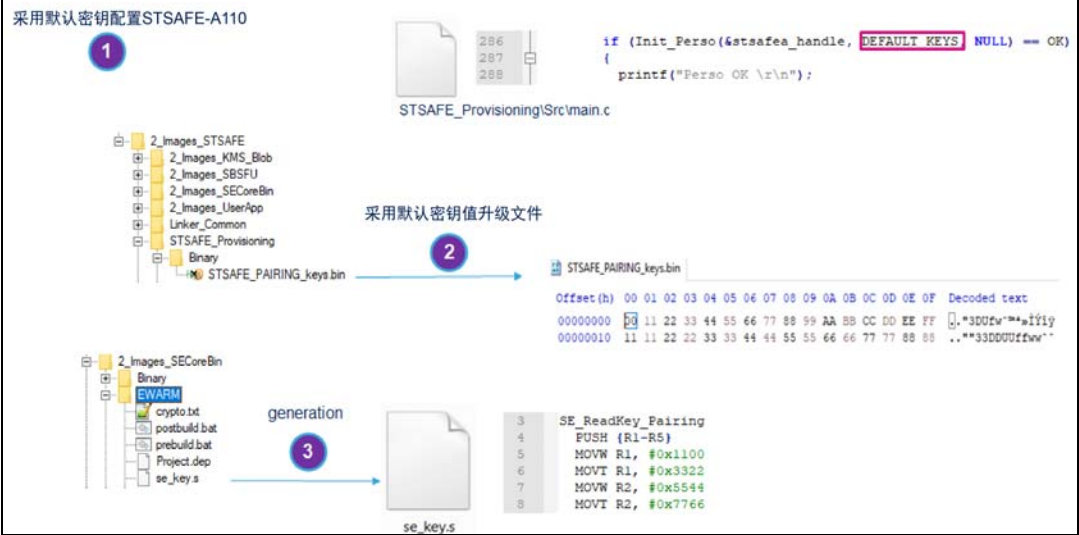 采用默认密钥配置STSAFE-A110
1
286
287
288
if (Init_Perso(&stsafea_handle, DEFAULT_KEYS, NULL) == OK)
{
printf("Perso OK \r\n");
STSAFE_Provisioning\Src\main.c
2_Images_STSAFE
2_Images_KMS_Blob
2_Images_SBSFU
2_Images_SECoreBin
2_Images_UserApp
Linker_Common
STSAFE_Provisioning
Binary
STSAFE_PAIRING_keys.bin
采用默认密钥值升级文件
2
STSAFE_PAIRING_keys.bin
Offset(h) 00 01 02 03 04 05 06 07 08 09 0A 0B 0C 0D 0E 0F Decoded text
00000000 00 11 22 33 44 55 66 77 88 99 AA BB CC DD EE FF
00000010 11 11 22 22 33 33 44 44 55 55 66 66 77 77 88 88 ..""33DDUUffwwˆˆ
2_Images_SECoreBin
Binary
EWARM
crypto.txt
postbuild.bat
prebuild.bat
Project.dep
se_key.s
generation
3
se_key.s
3 SE_ReadKey_Pairing
4 PUSH {R1-R5}
5 MOVW R1, #0x1100
6 MOVT R1, #0x3322
7 MOVW R2, #0x5544
8 MOVT R2, #0x7766